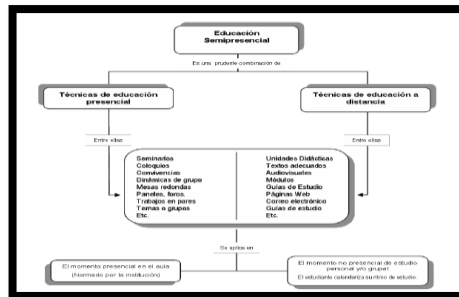 Educación
Semipresencial
Es una prudente combinación de
Técnicas de educación
presencial
Técnicas de educación a
distancia
Entre ellas
Entre ellas
Seminarios
Coloquios
Convivencias
Dinámicas de grupo
Mesas redondas
Paneles, foros.
Trabajos en pares
Temas a grupos
Etc.
Unidades Didácticas
Textos adecuados
Audiovisuales
Módulos
Guías de Estudio
Páginas Web
Correo electrónico
Guías de estudio
Etc.
Se aplica en
El momento presencial en el aula
(Normado por la institución)
El momento no presencial de estudio
personal y/o grupal
El estudiante calendariza su ritmo de estudio.